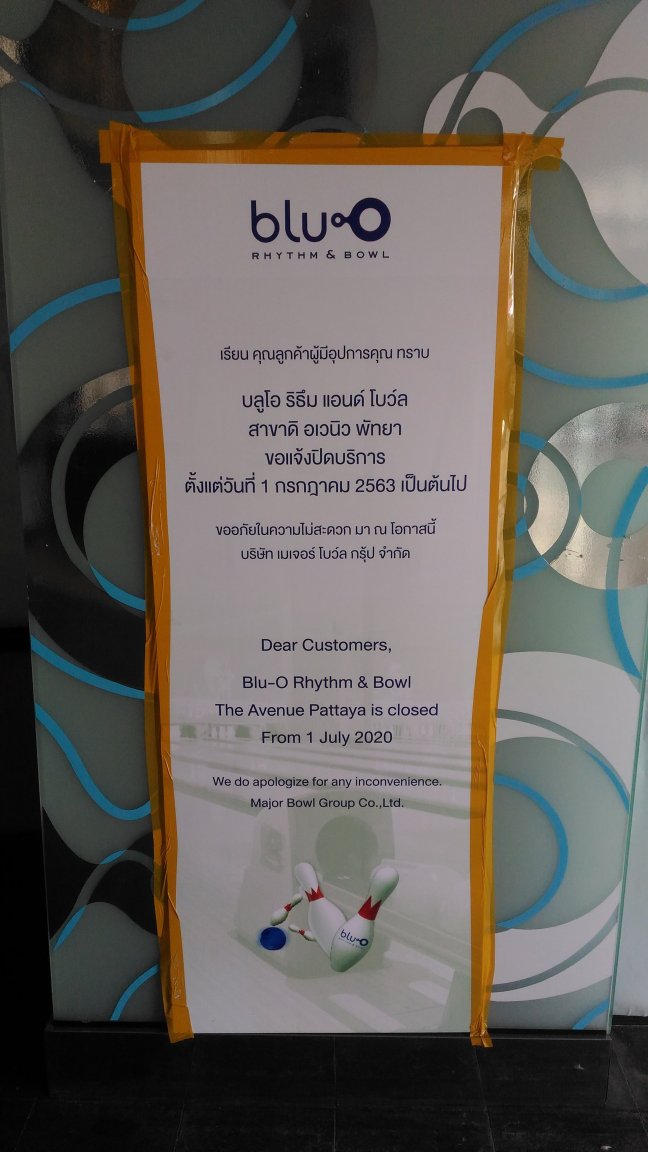 blu-O
RHYTHM & BOWL
เรียน คุณลูกค้าผู้มีอุปการคุณ ทราบ
บลูโอ ริธึม แอนด์ โบว์ล
สาขาดิ อเวนิว พัทยา
ขอแจ้งปิดบริการ
ตั้งแต่วันที่ 1 กรกฎาคม 2563 เป็นต้นไป
ขออภัยในความไม่สะดวก มา ณ โอกาสนี้
บริษัท เมเจอร์ โบว์ล กรุ้ป จำกัด
Dear Customers,
Blu-O Rhythm & Bowl
The Avenue Pattaya is closed
From 1 July 2020
We do apologize for any inconvenience.
Major Bowl Group Co.,Ltd.
blu-O